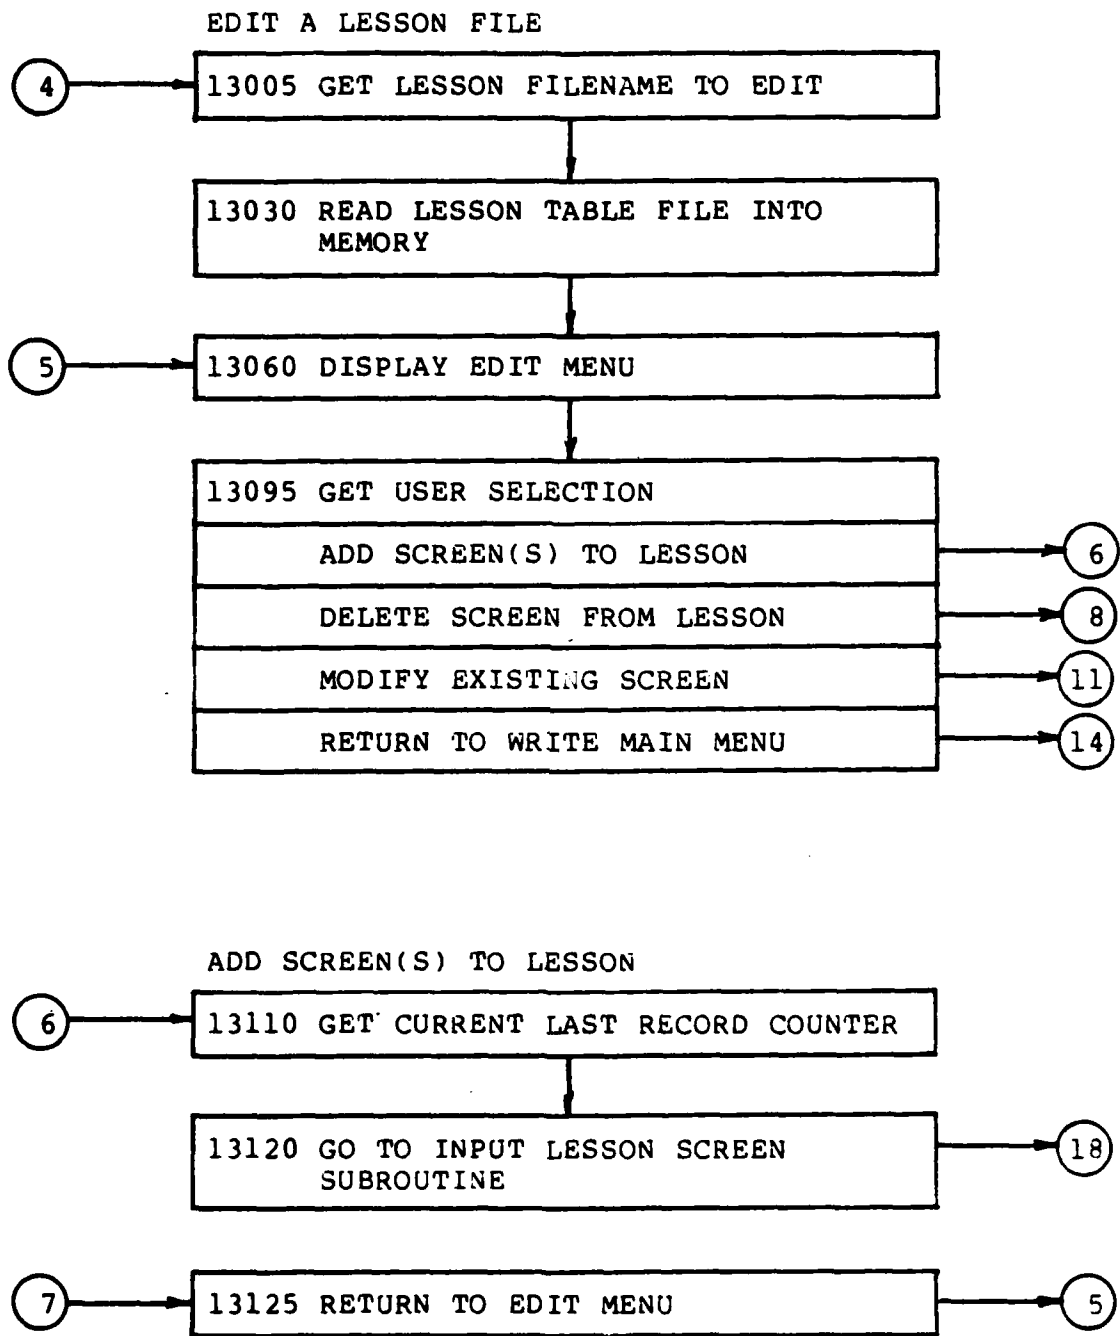 EDIT A LESSON FILE
4
13005 GET LESSON FILENAME TO EDIT
13030 READ LESSON TABLE FILE INTO
MEMORY
5
13060 DISPLAY EDIT MENU
13095 GET USER SELECTION
ADD SCREEN(S) TO LESSON
6
DELETE SCREEN FROM LESSON
8
MODIFY EXISTING SCREEN
11
RETURN TO WRITE MAIN MENU
14
ADD SCREEN(S) TO LESSON
6
13110 GET CURRENT LAST RECORD COUNTER
13120 GO TO INPUT LESSON SCREEN
SUBROUTINE
18
7
13125 RETURN TO EDIT MENU
5